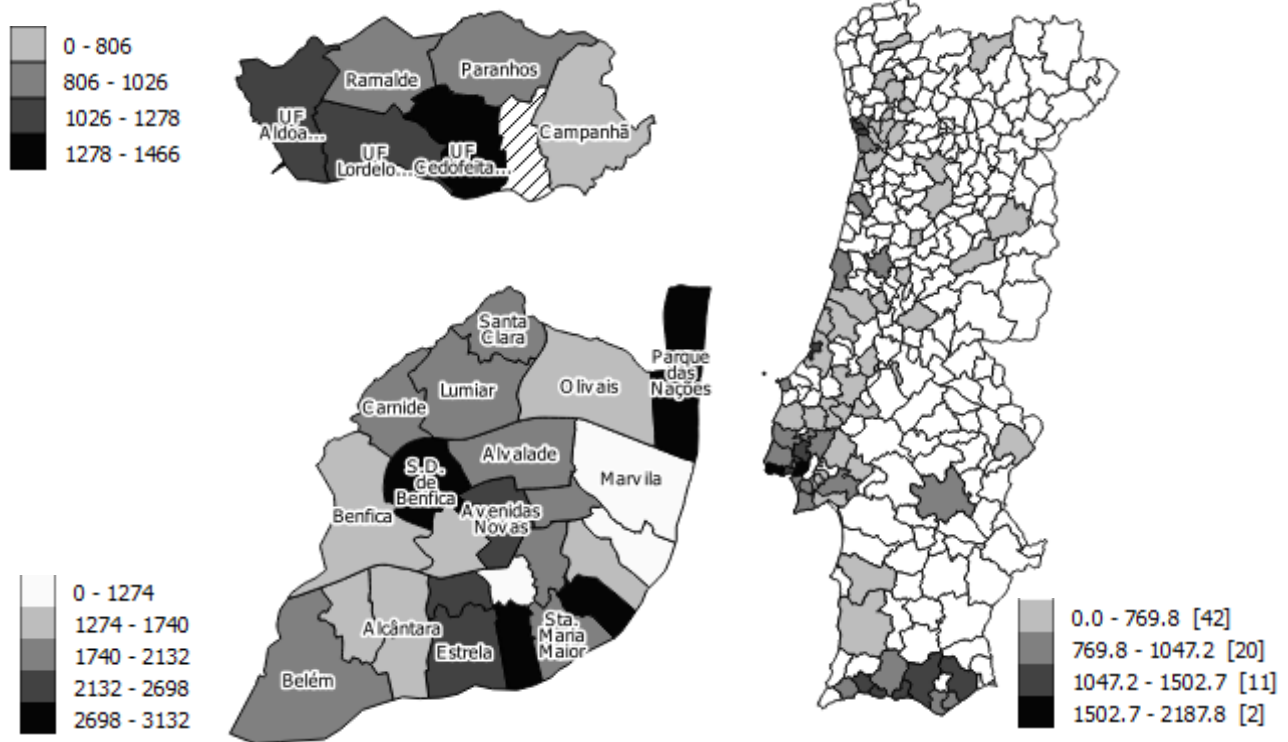 0 - 806
806 - 1026
1026 - 1278
1278 - 1466
Ramalde
Paranhos
UF
Aldoa...
UF
Lordelo...
UF
Cedofeita...
Campanhã
Santa
Clara
Parque
das
Nações
Lumiar
Olivais
Carnide
Alvalade
S.D.
de
Benfica
Marvila
Benfica
Avenidas
Novas
Alcântara
Estrela
Sta.
Maria
Maior
Belém
0 - 1274
1274 - 1740
1740 - 2132
2132 - 2698
2698 - 3132
0.0 - 769.8 [42]
769.8 - 1047.2 [20]
1047.2 - 1502.7 [11]
1502.7 - 2187.8 [2]